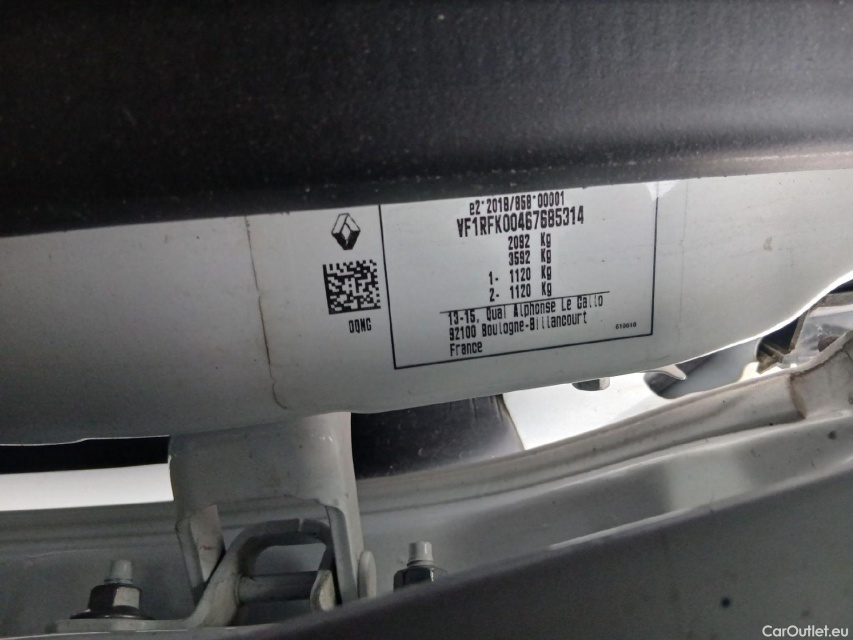 e2*2018/858*00001
VF1RFK00467685314
2092 Kg
3592 Kg
1- 1120 Kg
2- 1120 Kg
13-15, Quai Alphonse Le Gallo
92100 Boulogne-Billancourt
France
DQNG
CarOutlet.eu